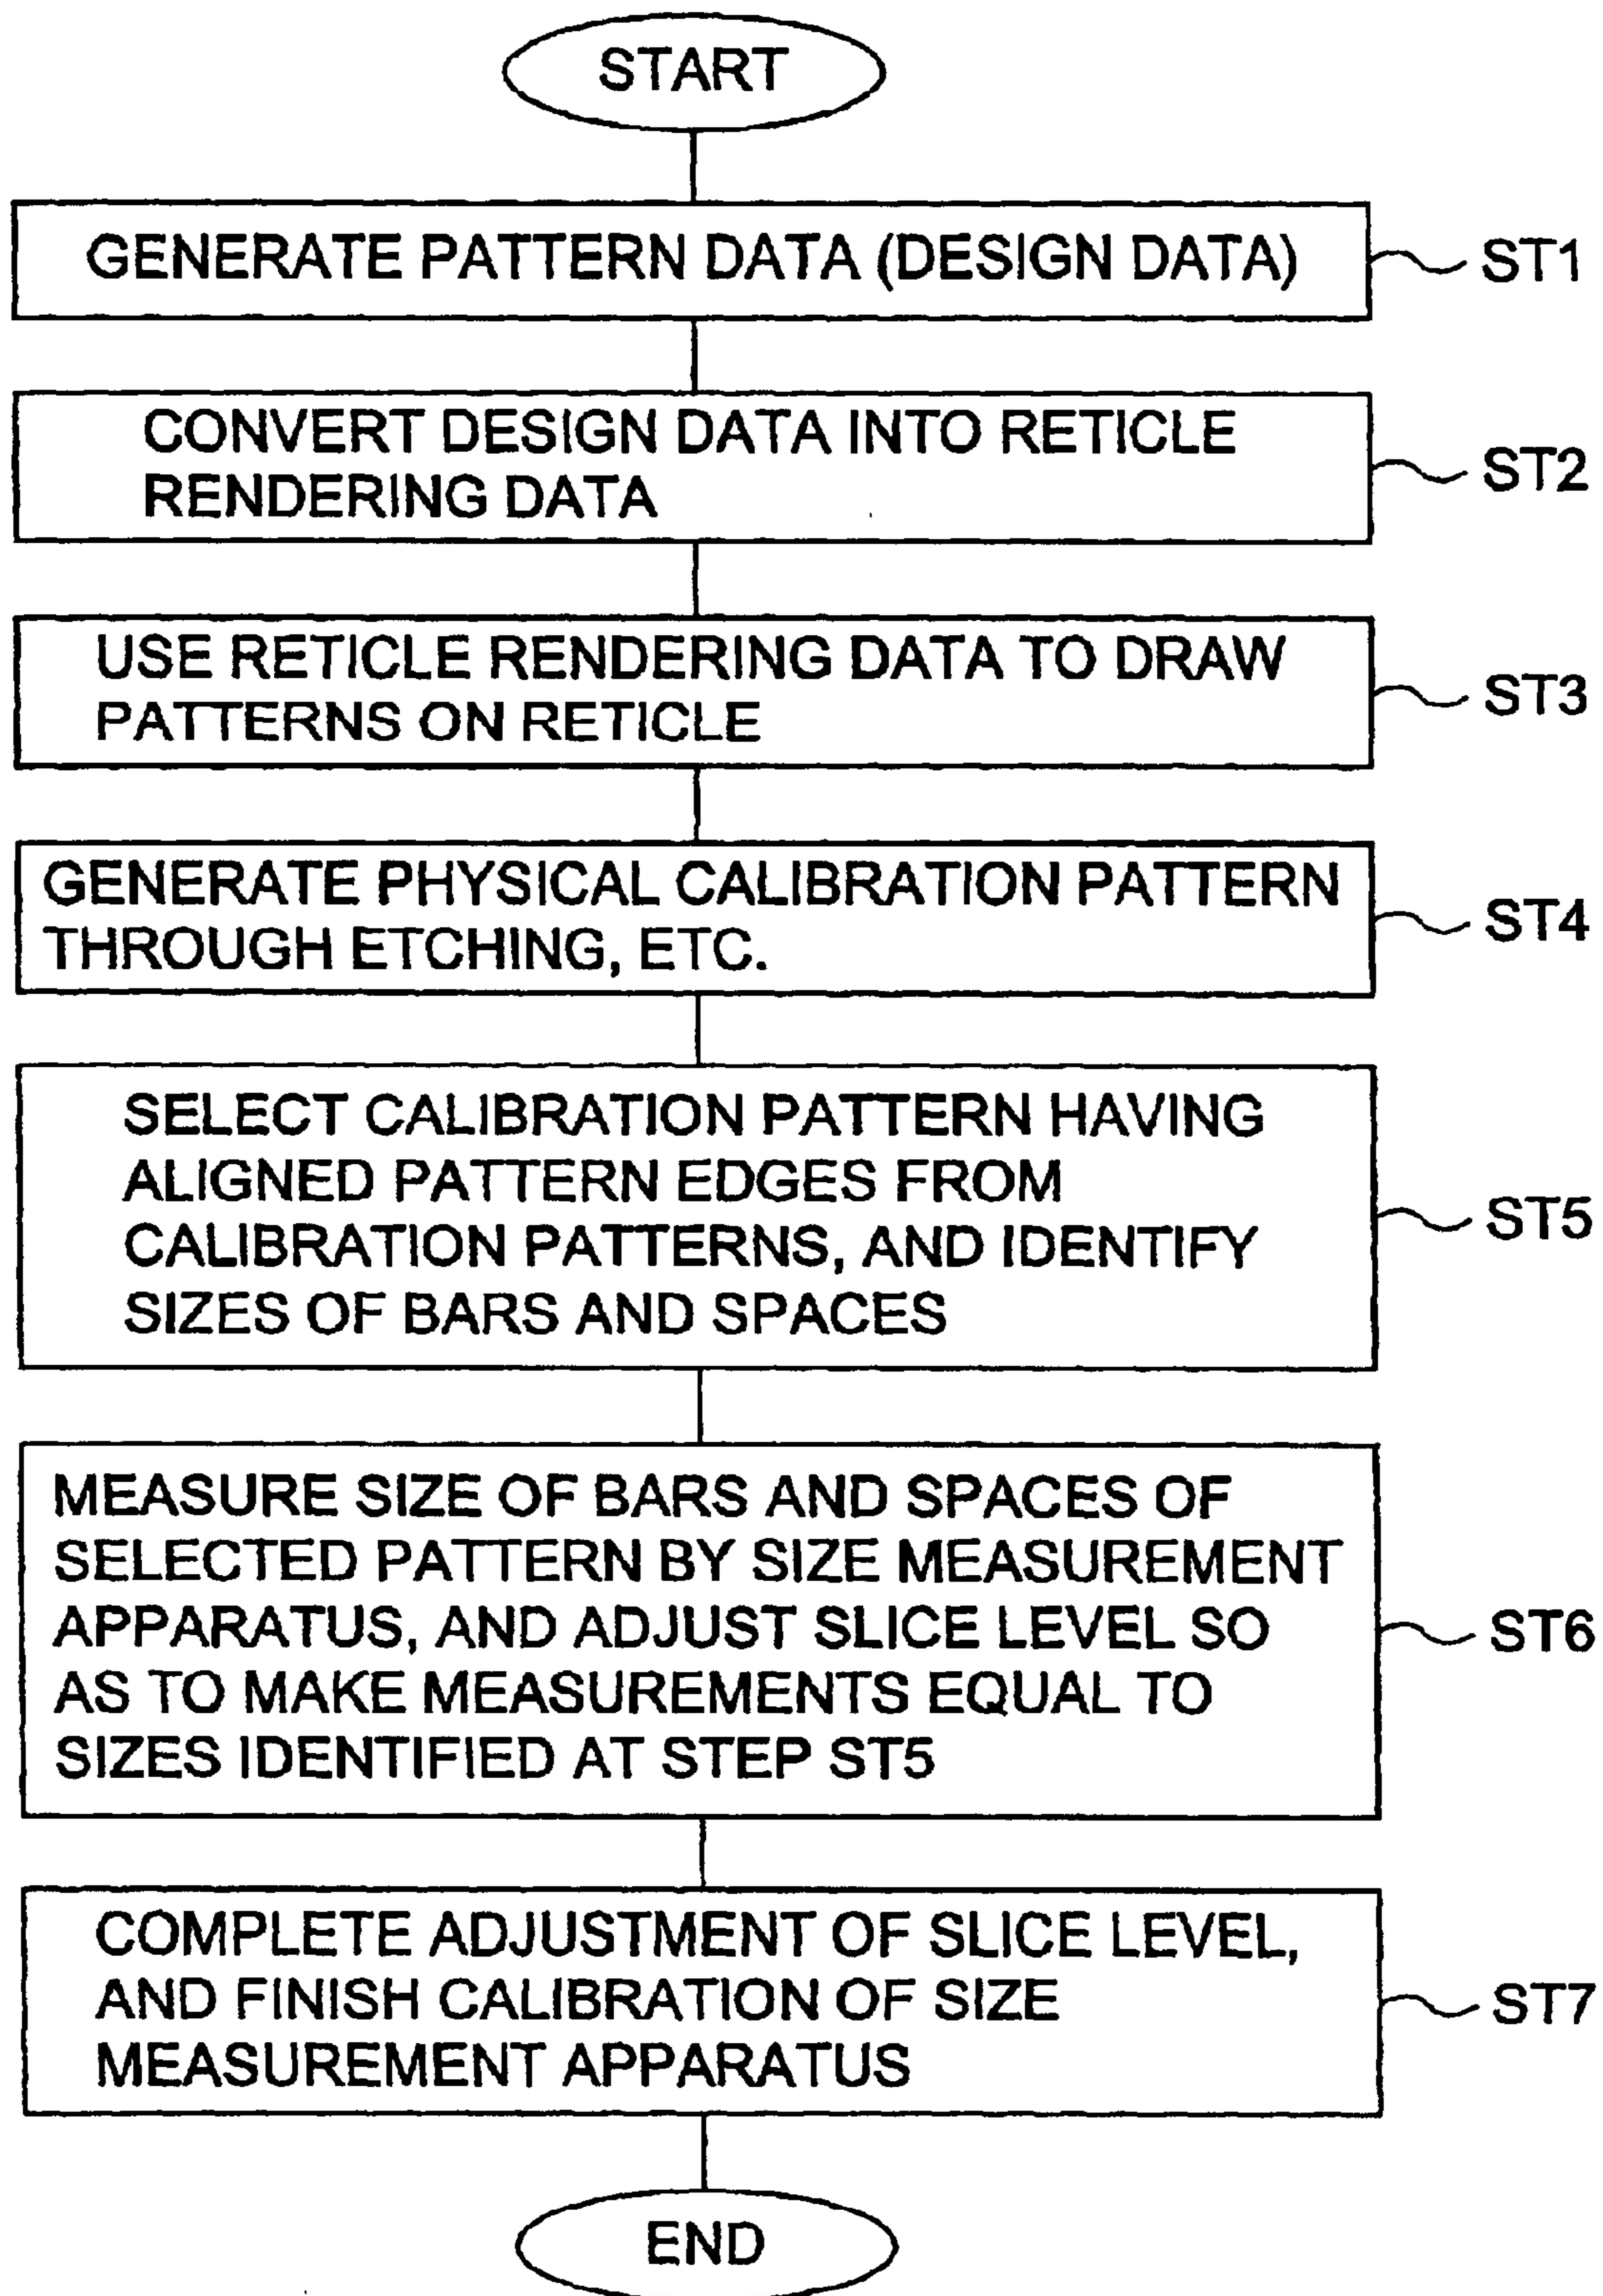 START
GENERATE PATTERN DATA (DESIGN DATA)
ST1
CONVERT DESIGN DATA INTO RETICLE
RENDERING DATA
ST2
USE RETICLE RENDERING DATA TO DRAW
PATTERNS ON RETICLE
ST3
GENERATE PHYSICAL CALIBRATION PATTERN
THROUGH ETCHING, ETC.
ST4
SELECT CALIBRATION PATTERN HAVING
ALIGNED PATTERN EDGES FROM
CALIBRATION PATTERNS, AND IDENTIFY
SIZES OF BARS AND SPACES
ST5
MEASURE SIZE OF BARS AND SPACES OF
SELECTED PATTERN BY SIZE MEASUREMENT
APPARATUS, AND ADJUST SLICE LEVEL SO
AS TO MAKE MEASUREMENTS EQUAL TO
SIZES IDENTIFIED AT STEP ST5
ST6
COMPLETE ADJUSTMENT OF SLICE LEVEL,
AND FINISH CALIBRATION OF SIZE
MEASUREMENT APPARATUS
ST7
END